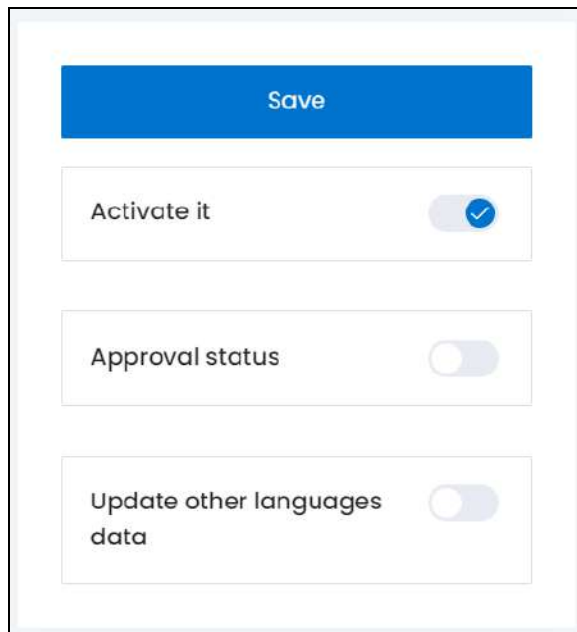 Save
Activate it
Approval status
Update other languages
data